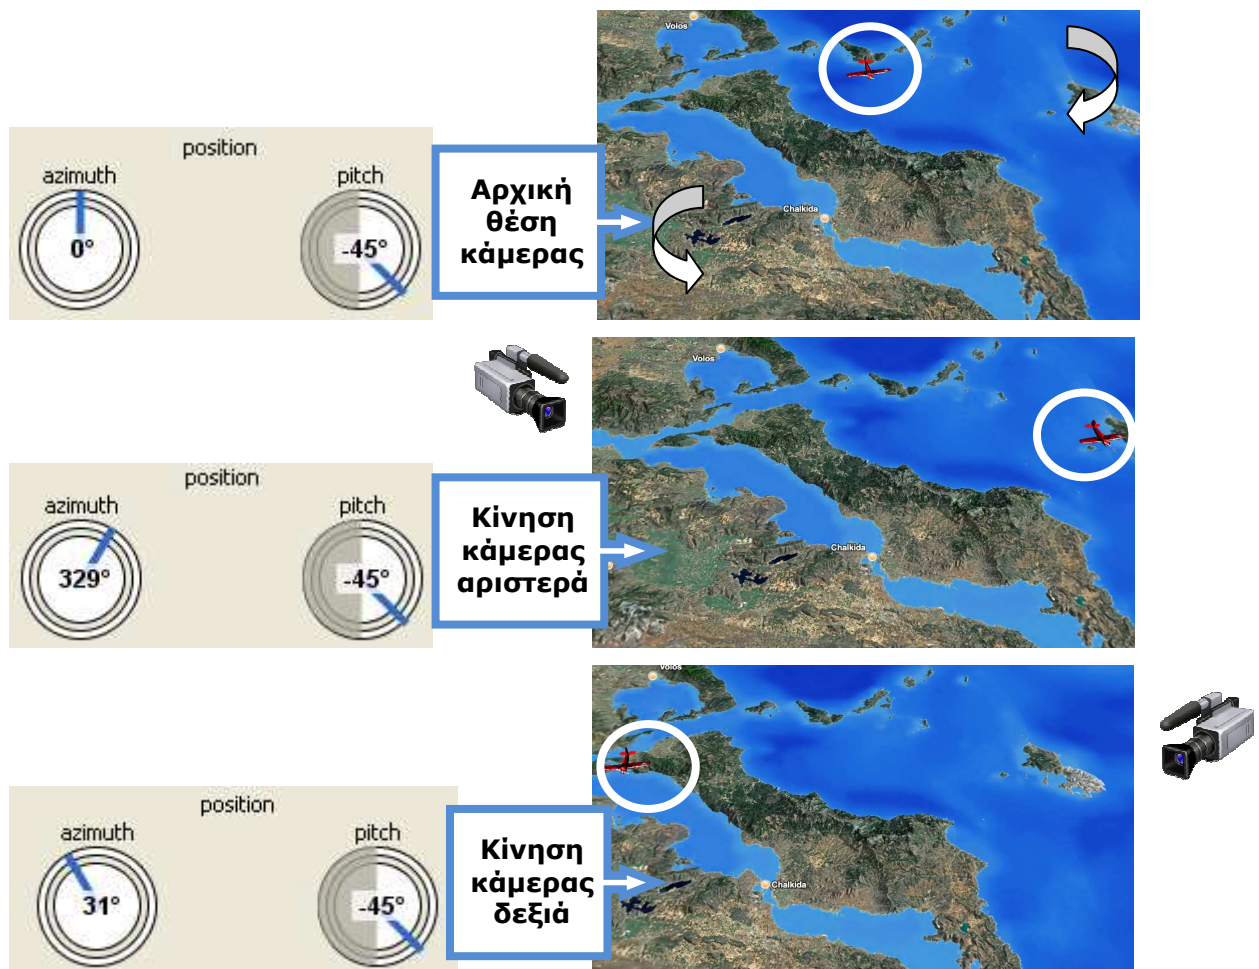 Volos
position
azimuth
pitch
0°
-45°
Αρχική
θέση
κάμερας
Chalkida
Volos
position
azimuth
pitch
329°
-45°
Κίνηση
κάμερας
αριστερά
Chalkida
Volos
position
azimuth
pitch
31°
-45°
Κίνηση
κάμερας
δεξιά
Chalkida